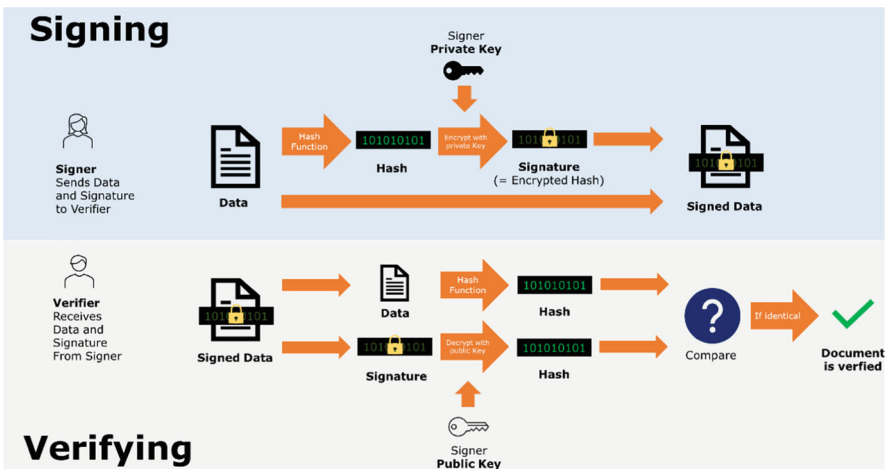 Signing
Signer
Private Key
Signer
Sends Data
and Signature
to Verifier
Data
Hash
Function
101010101
Hash
Encrypt with
private Key
101 101
Signature
(= Encrypted Hash)
101 101
Signed Data
Verifier
Receives
Data and
Signature
From Signer
101 101
Signed Data
Data
Hash
Function
101010101
Hash
101 101
Signature
Decrypt with
public Key
101010101
Hash
Signer
Public Key
?
Compare
If identical
Document
is verfied
Verifying